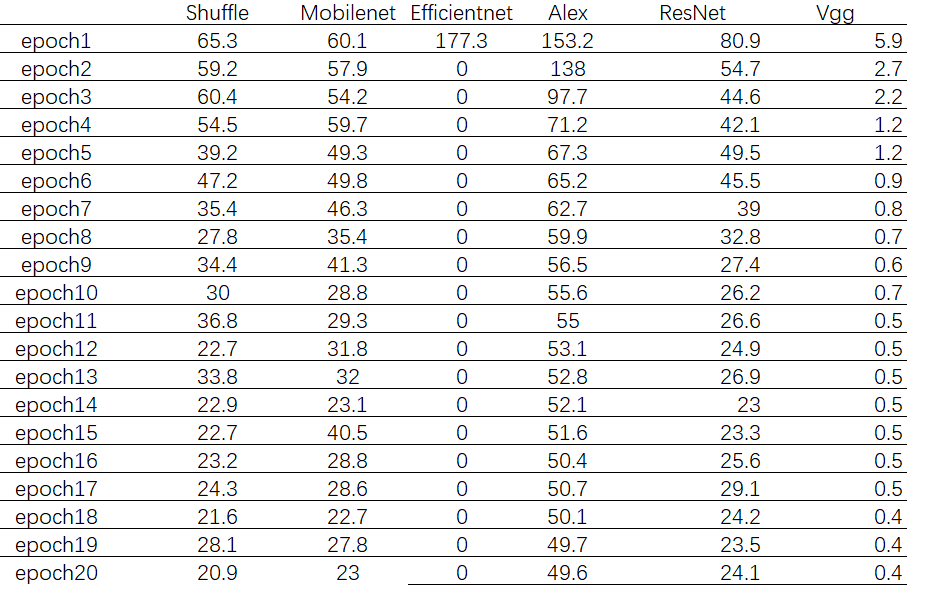 Shuffle Mobilenet Efficientnet Alex ResNet Vgg
epoch1 65.3 60.1 177.3 153.2 80.9 5.9
epoch2 59.2 57.9 0 138 54.7 2.7
epoch3 60.4 54.2 0 97.7 44.6 2.2
epoch4 54.5 59.7 0 71.2 42.1 1.2
epoch5 39.2 49.3 0 67.3 49.5 1.2
epoch6 47.2 49.8 0 65.2 45.5 0.9
epoch7 35.4 46.3 0 62.7 39 0.8
epoch8 27.8 35.4 0 59.9 32.8 0.7
epoch9 34.4 41.3 0 56.5 27.4 0.6
epoch10 30 28.8 0 55.6 26.2 0.7
epoch11 36.8 29.3 0 55 26.6 0.5
epoch12 22.7 31.8 0 53.1 24.9 0.5
epoch13 33.8 32 0 52.8 26.9 0.5
epoch14 22.9 23.1 0 52.1 23 0.5
epoch15 22.7 40.5 0 51.6 23.3 0.5
epoch16 23.2 28.8 0 50.4 25.6 0.5
epoch17 24.3 28.6 0 50.7 29.1 0.5
epoch18 21.6 22.7 0 50.1 24.2 0.4
epoch19 28.1 27.8 0 49.7 23.5 0.4
epoch20 20.9 23 0 49.6 24.1 0.4